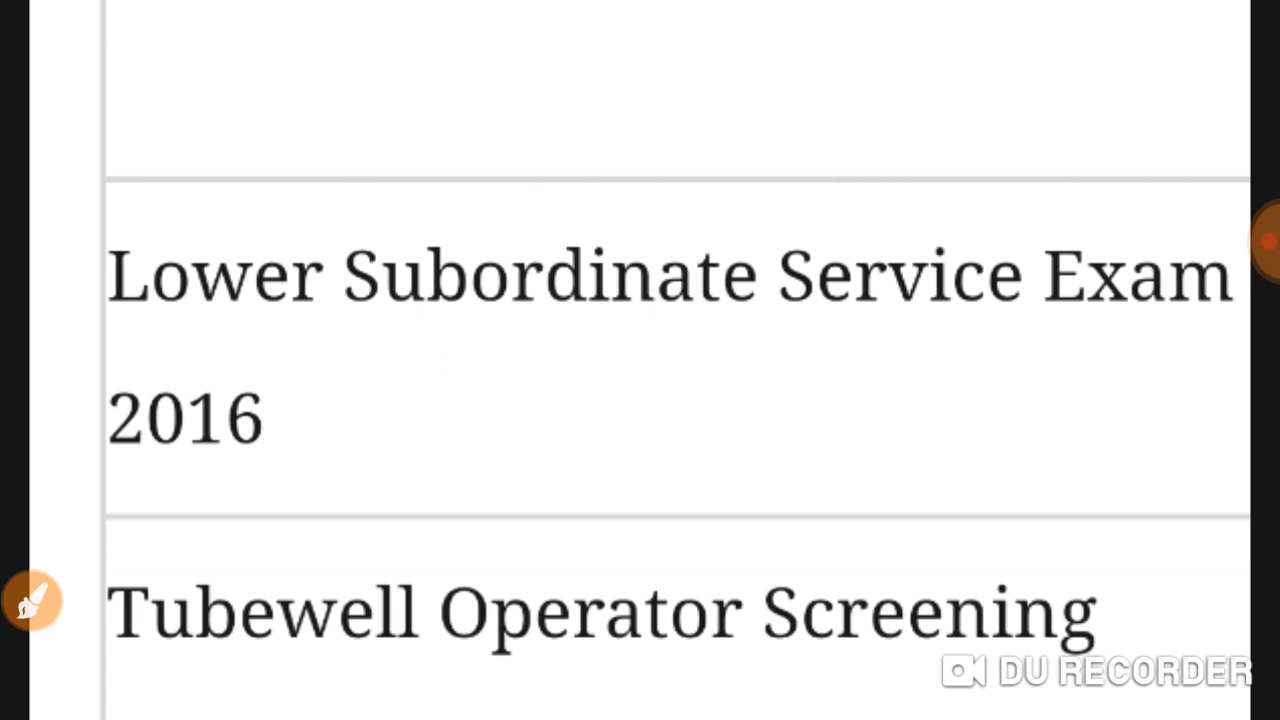 Lower Subordinate Service Exam
2016
Tubewell Operator Screening
DU RECORDER